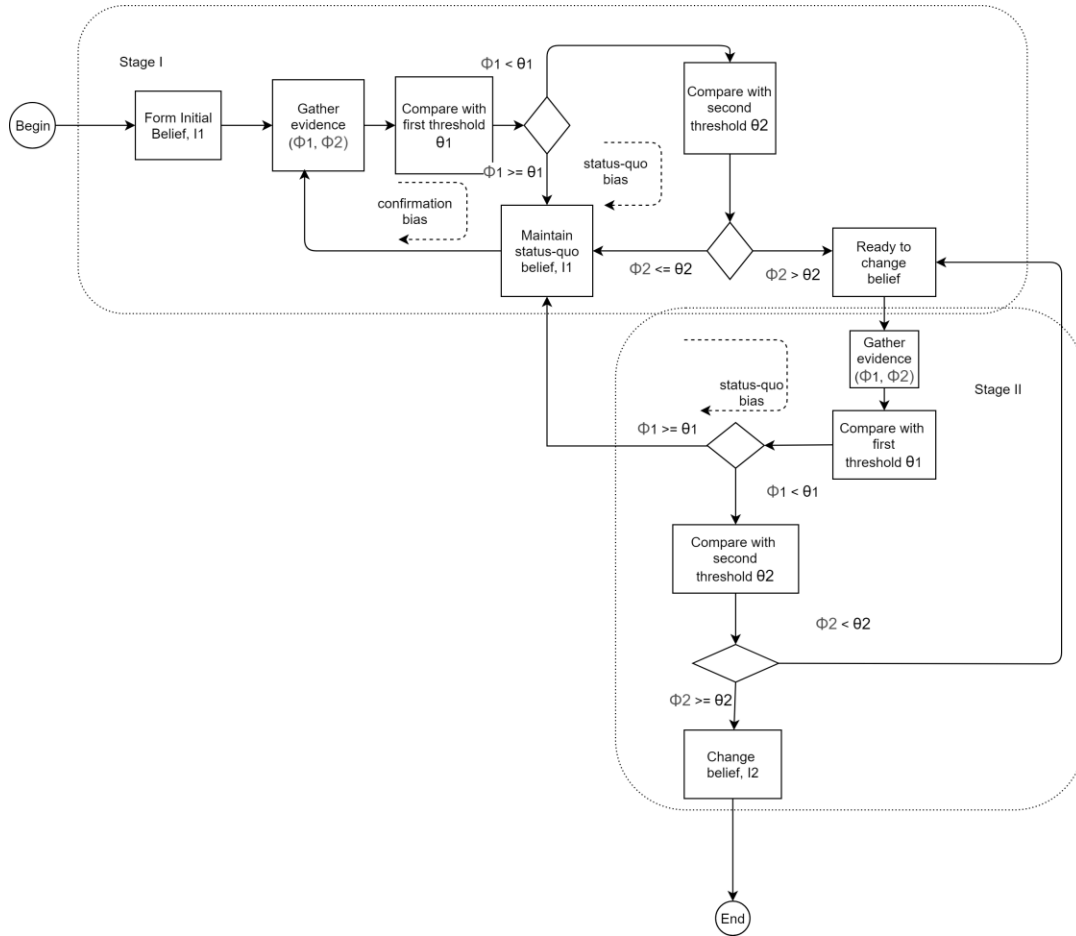 Stage I
Begin
Form Initial
Belief, I1
Gather
evidence
(Φ1, Φ2)
Compare with
first threshold
θ1
Φ1 < θ1
Φ1 >= θ1
Compare with
second
threshold θ2
status-quo
bias
confirmation
bias
Maintain
status-quo
belief, I1
Φ2 <= θ2
Φ2 > θ2
Ready to
change
belief
Gather
evidence
(Φ1, Φ2)
Stage II
status-quo
bias
Φ1 >= θ1
Compare with
first
threshold θ1
Φ1 < θ1
Compare with
second
threshold θ2
Φ2 < θ2
Φ2 >= θ2
Change
belief, I2
End